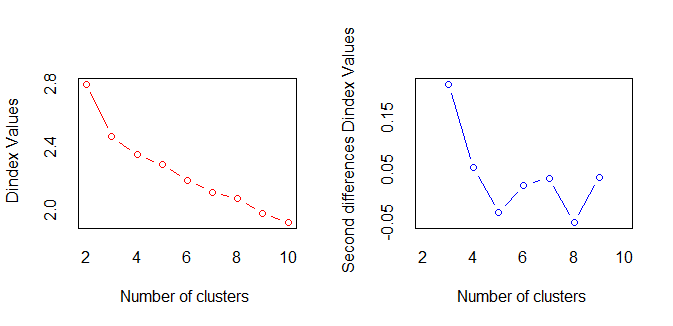 Dindex Values
2.8
2.4
2.0
2 4 6 8 10
Number of clusters
Second differences Dindex Values
0.15
0.05
-0.05
2 4 6 8 10
Number of clusters